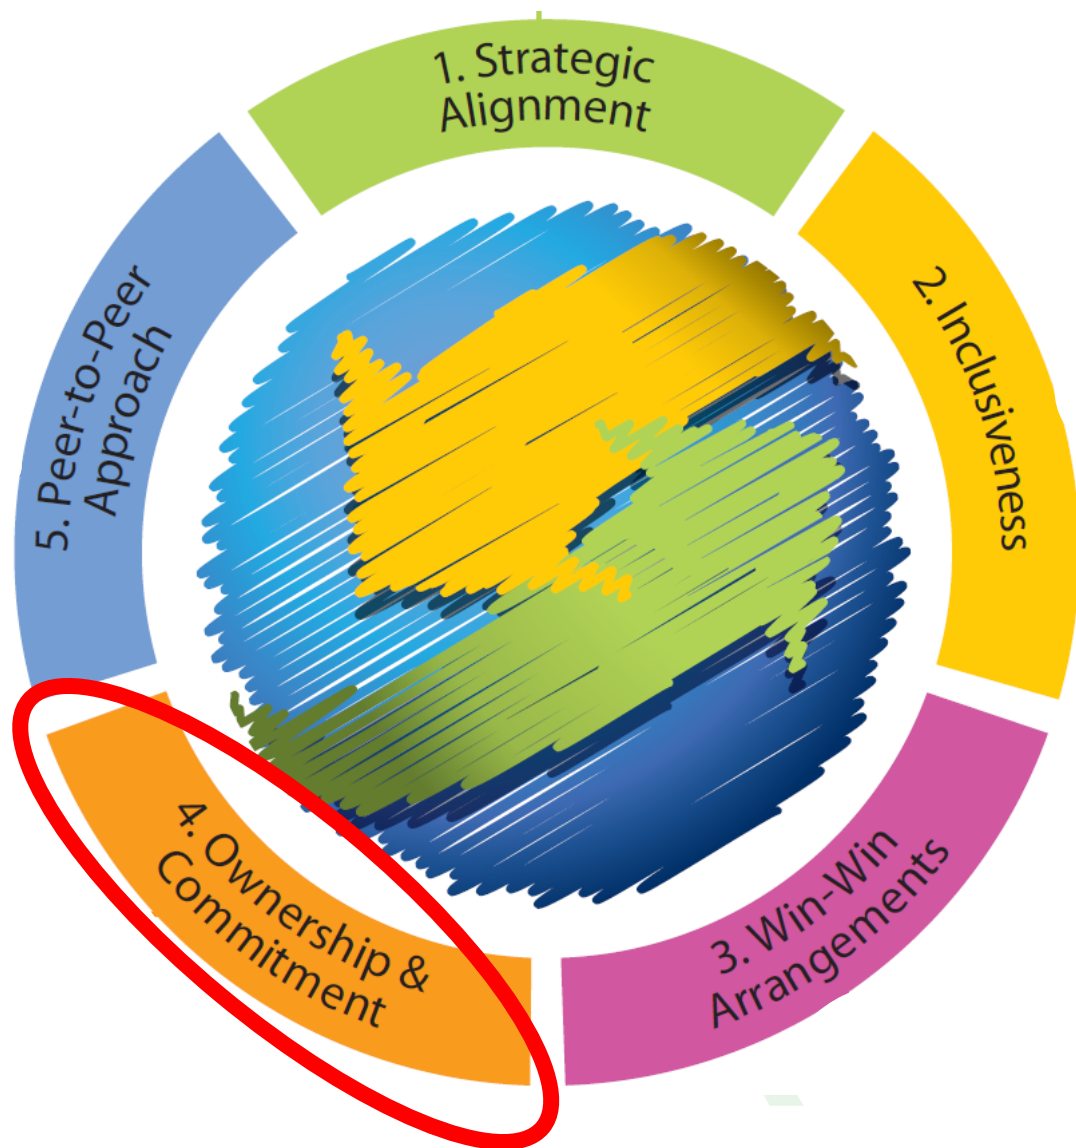 1. Strategic
Alignment
2. Inclusiveness
3. Win-Win
Arrangements
4. Ownership &
Commitment
5. Peer-to-Peer
Approach